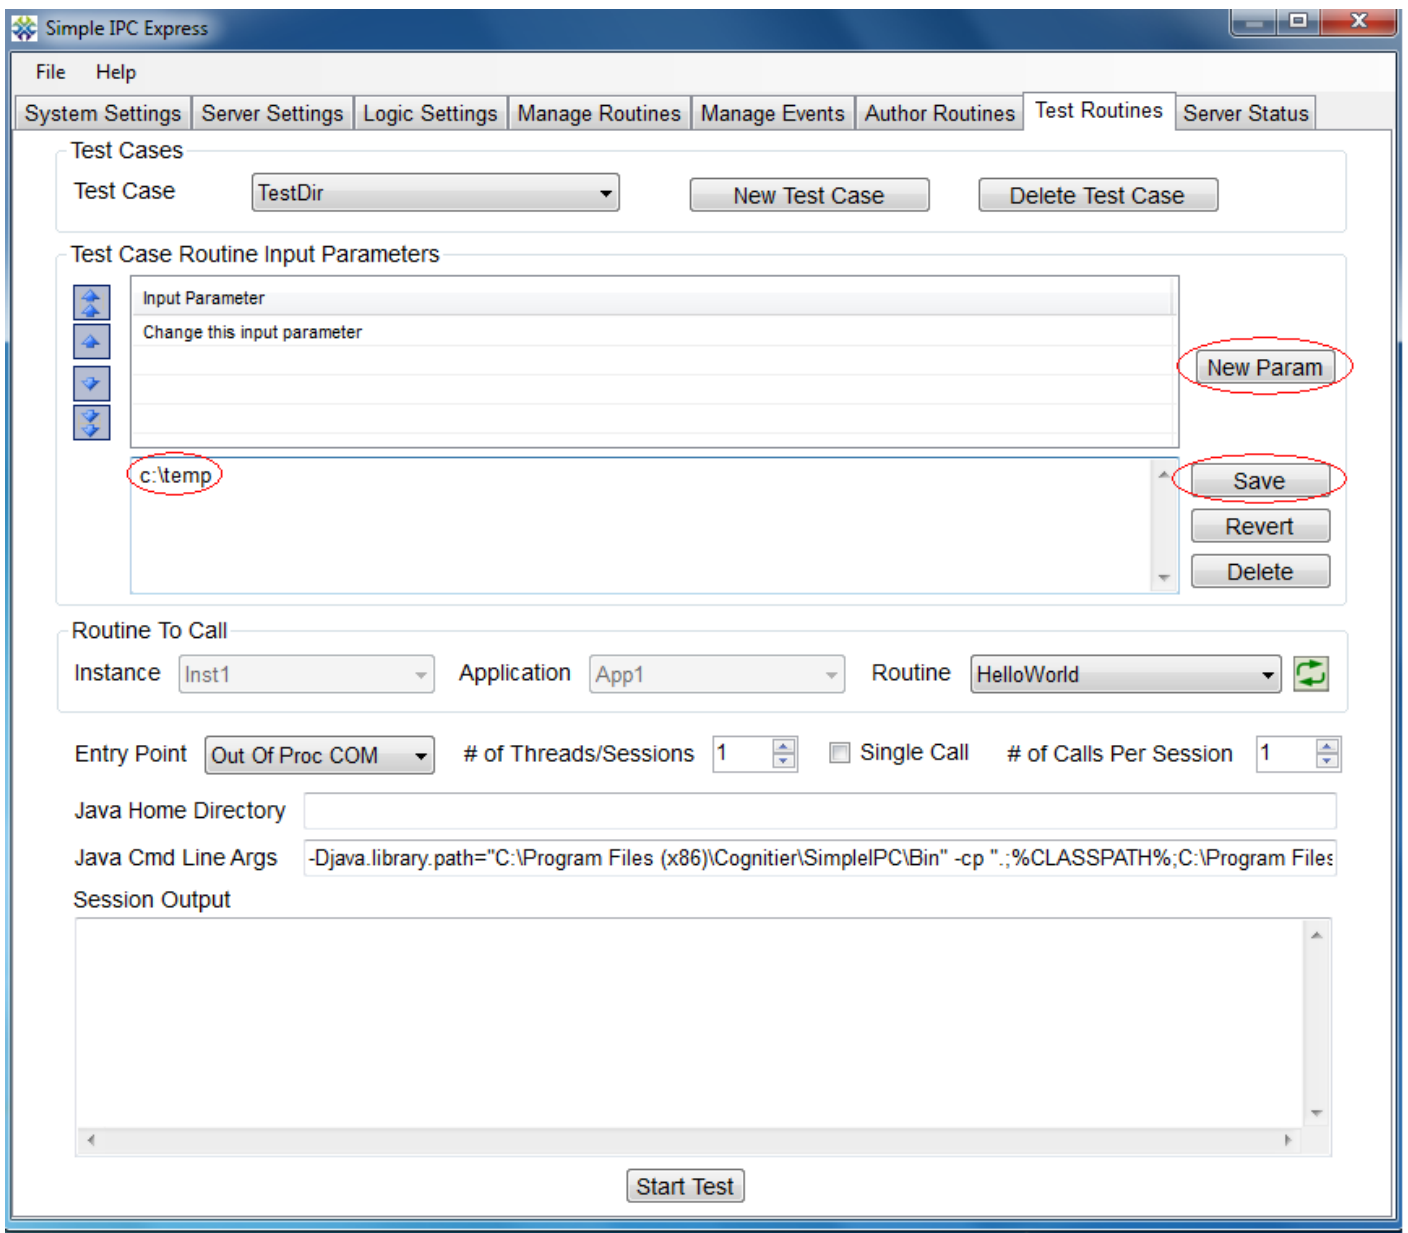 Simple IPC Express
File Help
System Settings Server Settings Logic Settings Manage Routines Manage Events Author Routines Test Routines Server Status
Test Cases
Test Case TestDir New Test Case Delete Test Case
Test Case Routine Input Parameters
Input Parameter
Change this input parameter
New Param
c:\temp
Save
Revert
Delete
Routine To Call
Instance Inst1 Application App1 Routine HelloWorld
Entry Point Out Of Proc COM # of Threads/Sessions 1 Single Call # of Calls Per Session 1
Java Home Directory
Java Cmd Line Args -Djava.library.path="C:\Program Files (x86)\Cognitier\SimpleIPC\Bin" -cp ".;%CLASSPATH%;C:\Program Files
Session Output
Start Test